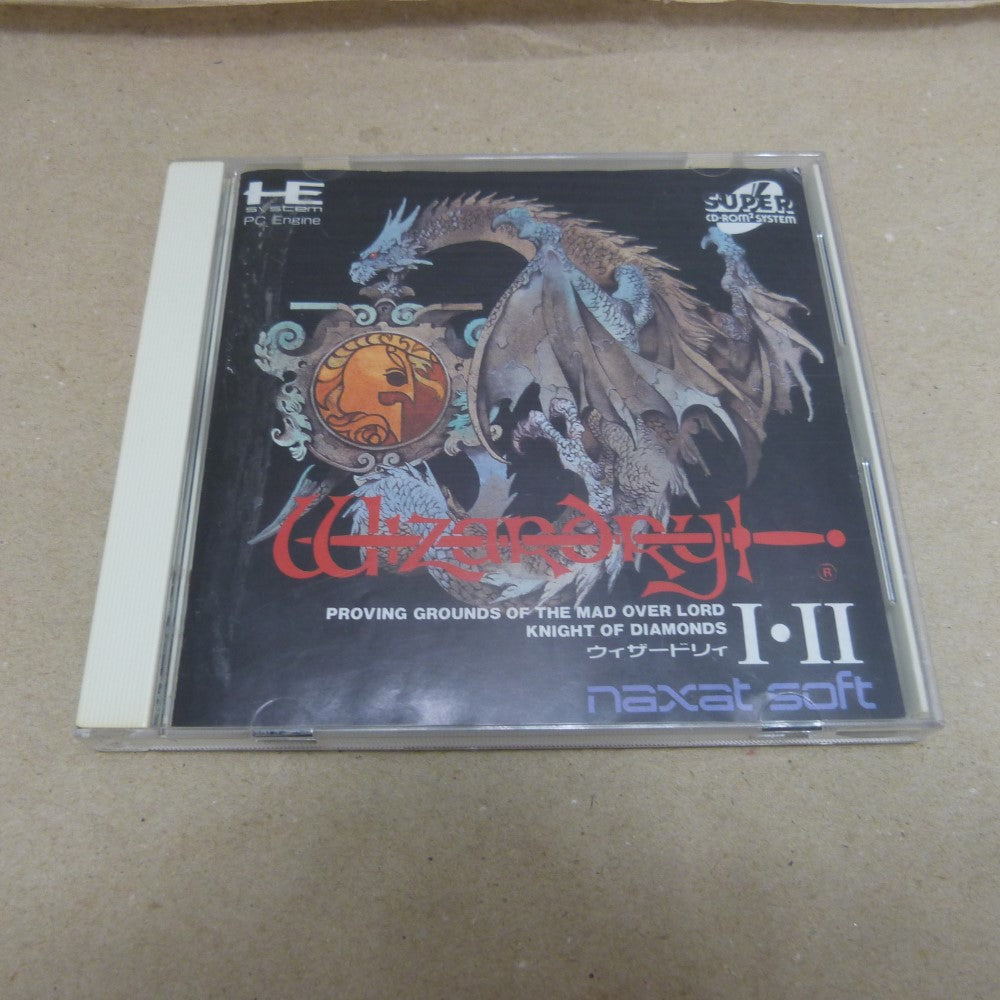 HE
system
PC Engine
SUPER
CD-ROM² SYSTEM
Wizardry
®
PROVING GROUNDS OF THE MAD OVER LORD
KNIGHT OF DIAMONDS
I•II
ウィザードリィ
naxat soft